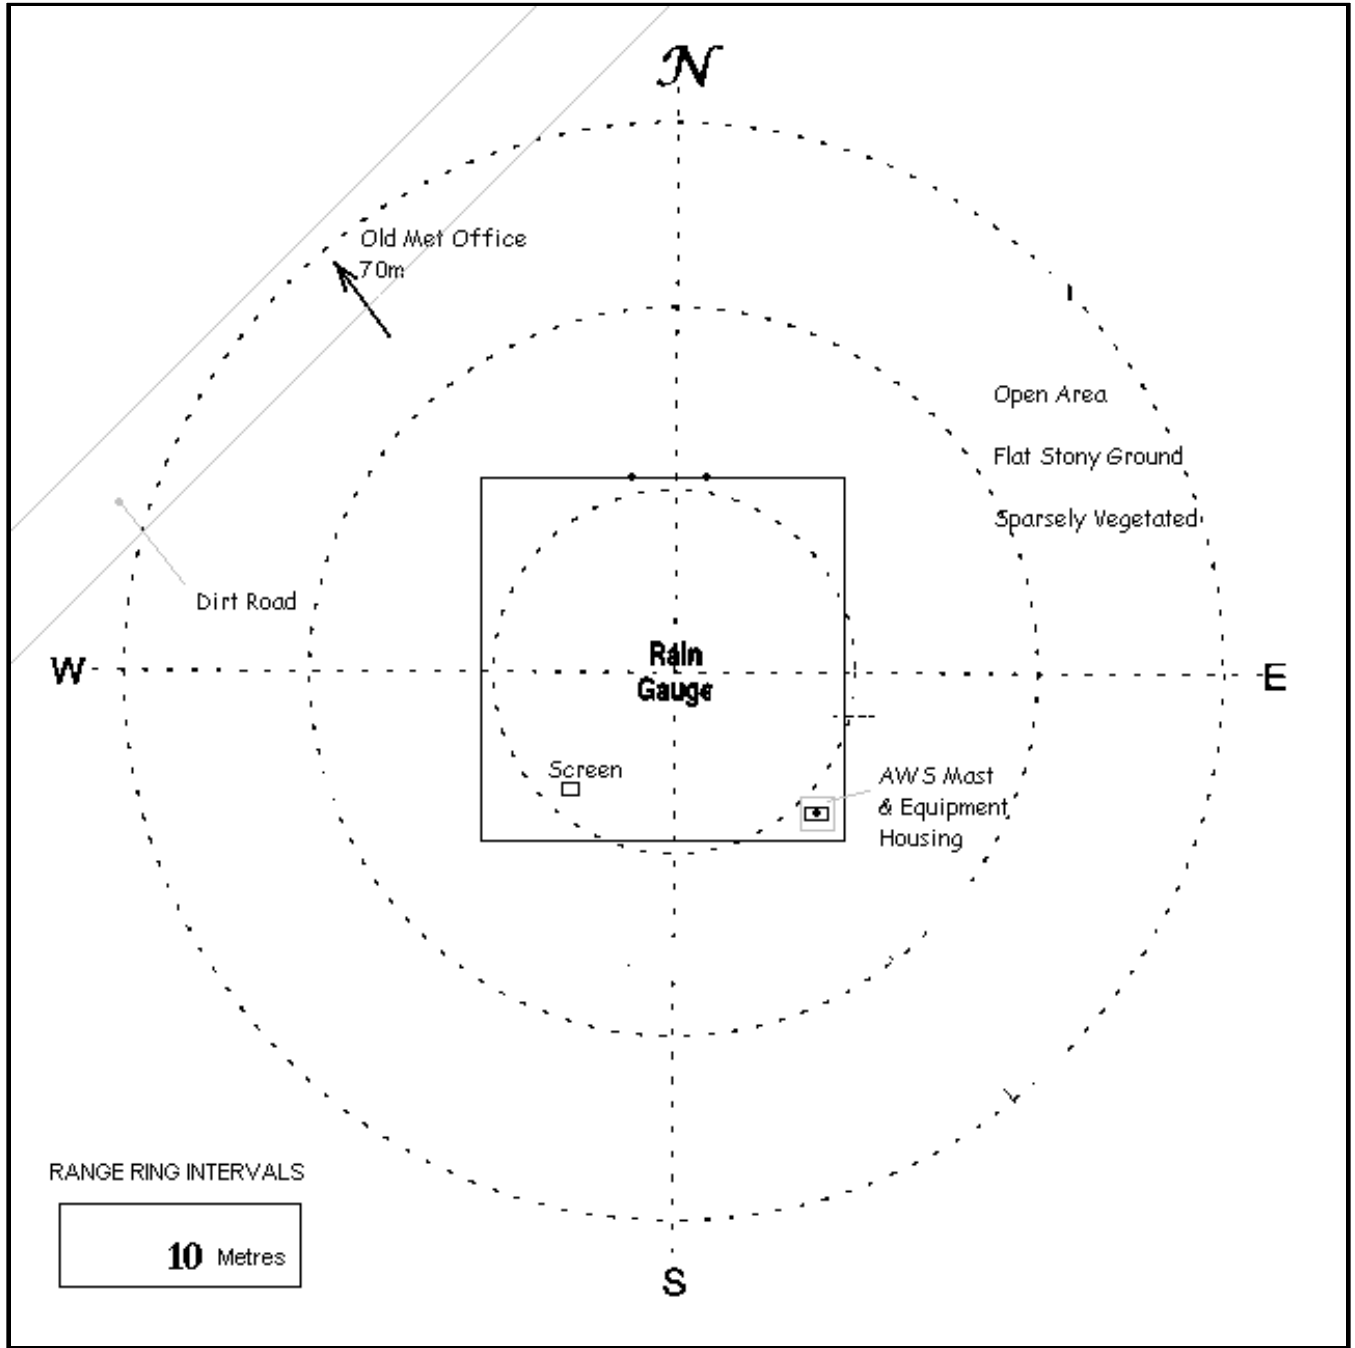 N
Old Met Office
70m
Open Area
Flat Stony Ground
Sparsely Vegetated
Dirt Road
W
Rain
Gauge
E
Screen
AWS Mast
& Equipment
Housing
RANGE RING INTERVALS
10 Metres
S